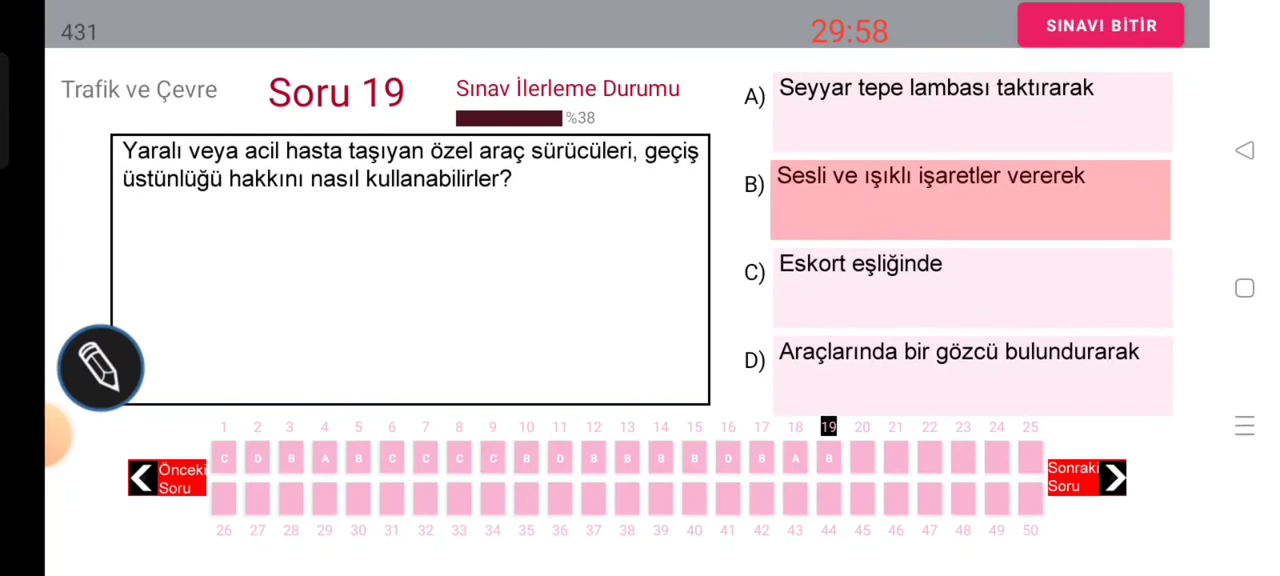 431
29:58
SINAVI BİTİR
Trafik ve Çevre
Soru 19
Sınav İlerleme Durumu
%38
Yaralı veya acil hasta taşıyan özel araç sürücüleri, geçiş
üstünlüğü hakkını nasıl kullanabilirler?
A) Seyyar tepe lambası taktırarak
B) Sesli ve ışıklı işaretler vererek
C) Eskort eşliğinde
D) Araçlarında bir gözcü bulundurarak
1 2 3 4 5 6 7 8 9 10 11 12 13 14 15 16 17 18 19 20 21 22 23 24 25
C D B A B C C C C B D B B B B D B A B
Önceki
Soru
Sonraki
Soru
26 27 28 29 30 31 32 33 34 35 36 37 38 39 40 41 42 43 44 45 46 47 48 49 50